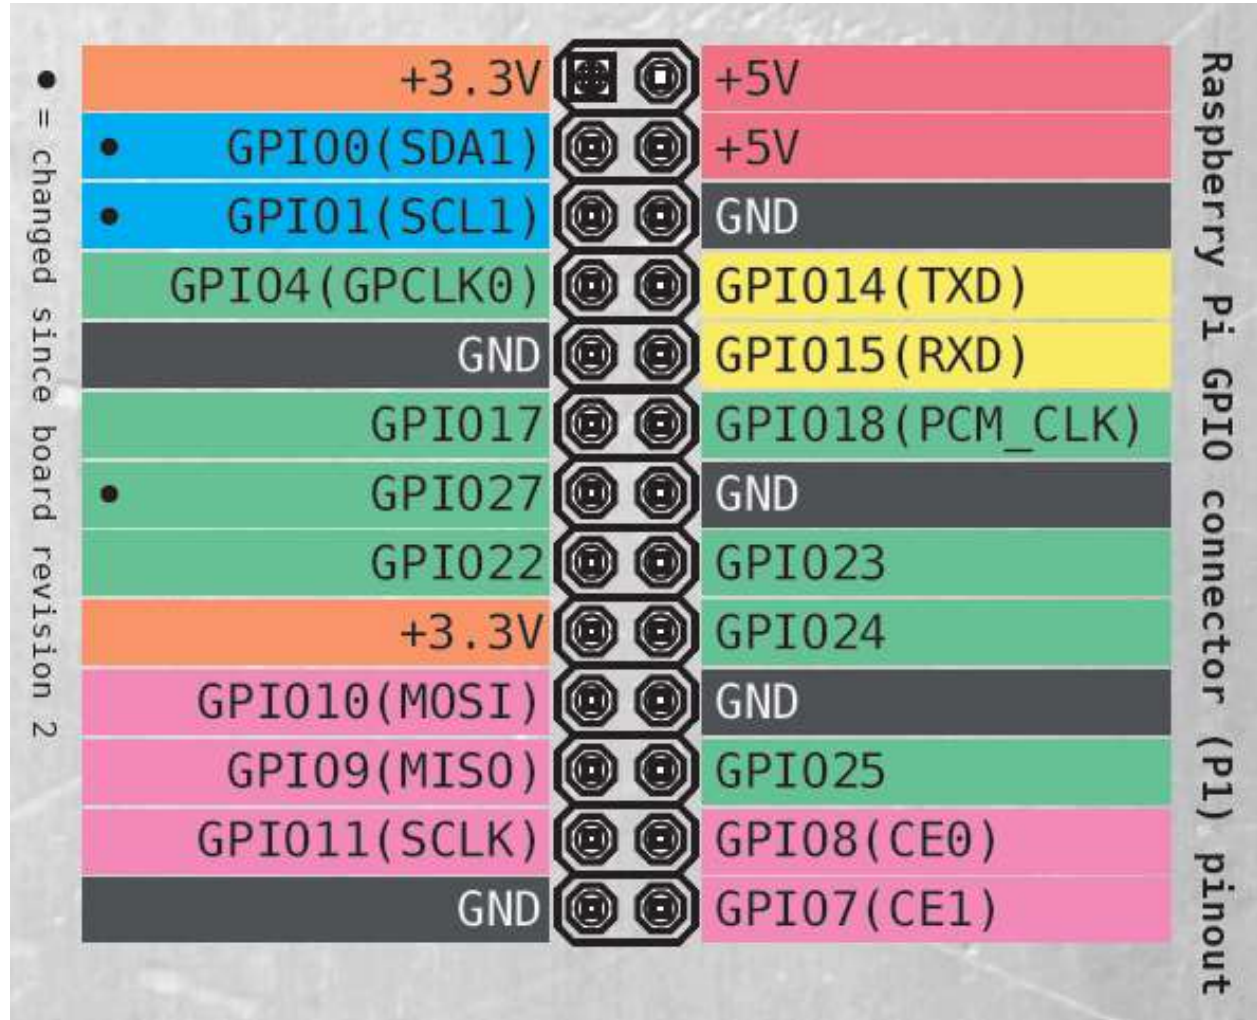 +3.3V +5V
● GPIO0(SDA1) +5V
● GPIO1(SCL1) GND
GPIO4(GPCLK0) GPIO14(TXD)
GND GPIO15(RXD)
GPIO17 GPIO18(PCM_CLK)
● GPIO27 GND
GPIO22 GPIO23
+3.3V GPIO24
GPIO10(MOSI) GND
GPIO9(MISO) GPIO25
GPIO11(SCLK) GPIO8(CE0)
GND GPIO7(CE1)
● = changed since board revision 2
Raspberry Pi GPIO connector (P1) pinout